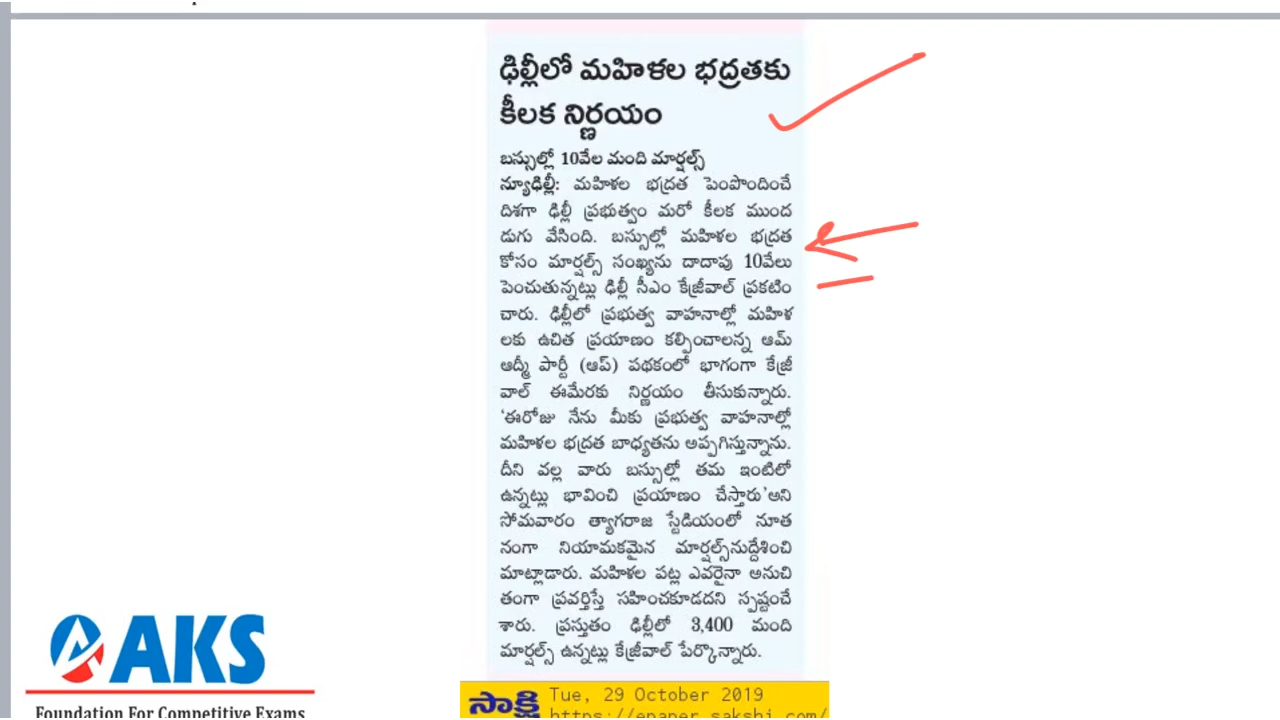 ఢిల్లీలో మహిళల భద్రతకు
కీలక నిర్ణయం
బస్సుల్లో 10వేల మంది మార్షల్స్
న్యూఢిల్లీ: మహిళల భద్రత పెంపొందించే
దిశగా ఢిల్లీ ప్రభుత్వం మరో కీలక ముంద
డుగు వేసింది. బస్సుల్లో మహిళల భద్రత
కోసం మార్షల్స్ సంఖ్యను దాదాపు 10వేలు
పెంచుతున్నట్లు ఢిల్లీ సీఎం కేజ్రీవాల్ ప్రకటిం
చారు. ఢిల్లీలో ప్రభుత్వ వాహనాల్లో మహిళ
లకు ఉచిత ప్రయాణం కల్పించాలన్న ఆమ్
ఆద్మీ పార్టీ (ఆప్) పథకంలో భాగంగా కేజ్రీ
వాల్ ఈమేరకు నిర్ణయం తీసుకున్నారు.
'ఈరోజు నేను మీకు ప్రభుత్వ వాహనాల్లో
మహిళల భద్రత బాధ్యతను అప్పగిస్తున్నాను.
దీని వల్ల వారు బస్సుల్లో తమ ఇంటిలో
ఉన్నట్లు భావించి ప్రయాణం చేస్తారు'అని
సోమవారం త్యాగరాజ స్టేడియంలో నూత
నంగా నియామకమైన మార్షల్స్‌నుద్దేశించి
మాట్లాడారు. మహిళల పట్ల ఎవరైనా అనుచి
తంగా ప్రవర్తిస్తే సహించకూడదని స్పష్టంచే
శారు. ప్రస్తుతం ఢిల్లీలో 3,400 మంది
మార్షల్స్ ఉన్నట్లు కేజ్రీవాల్ పేర్కొన్నారు.
AKS
Foundation For Competitive Exams
సాక్షి Tue, 29 October 2019
https://epaper.sakshi.com/